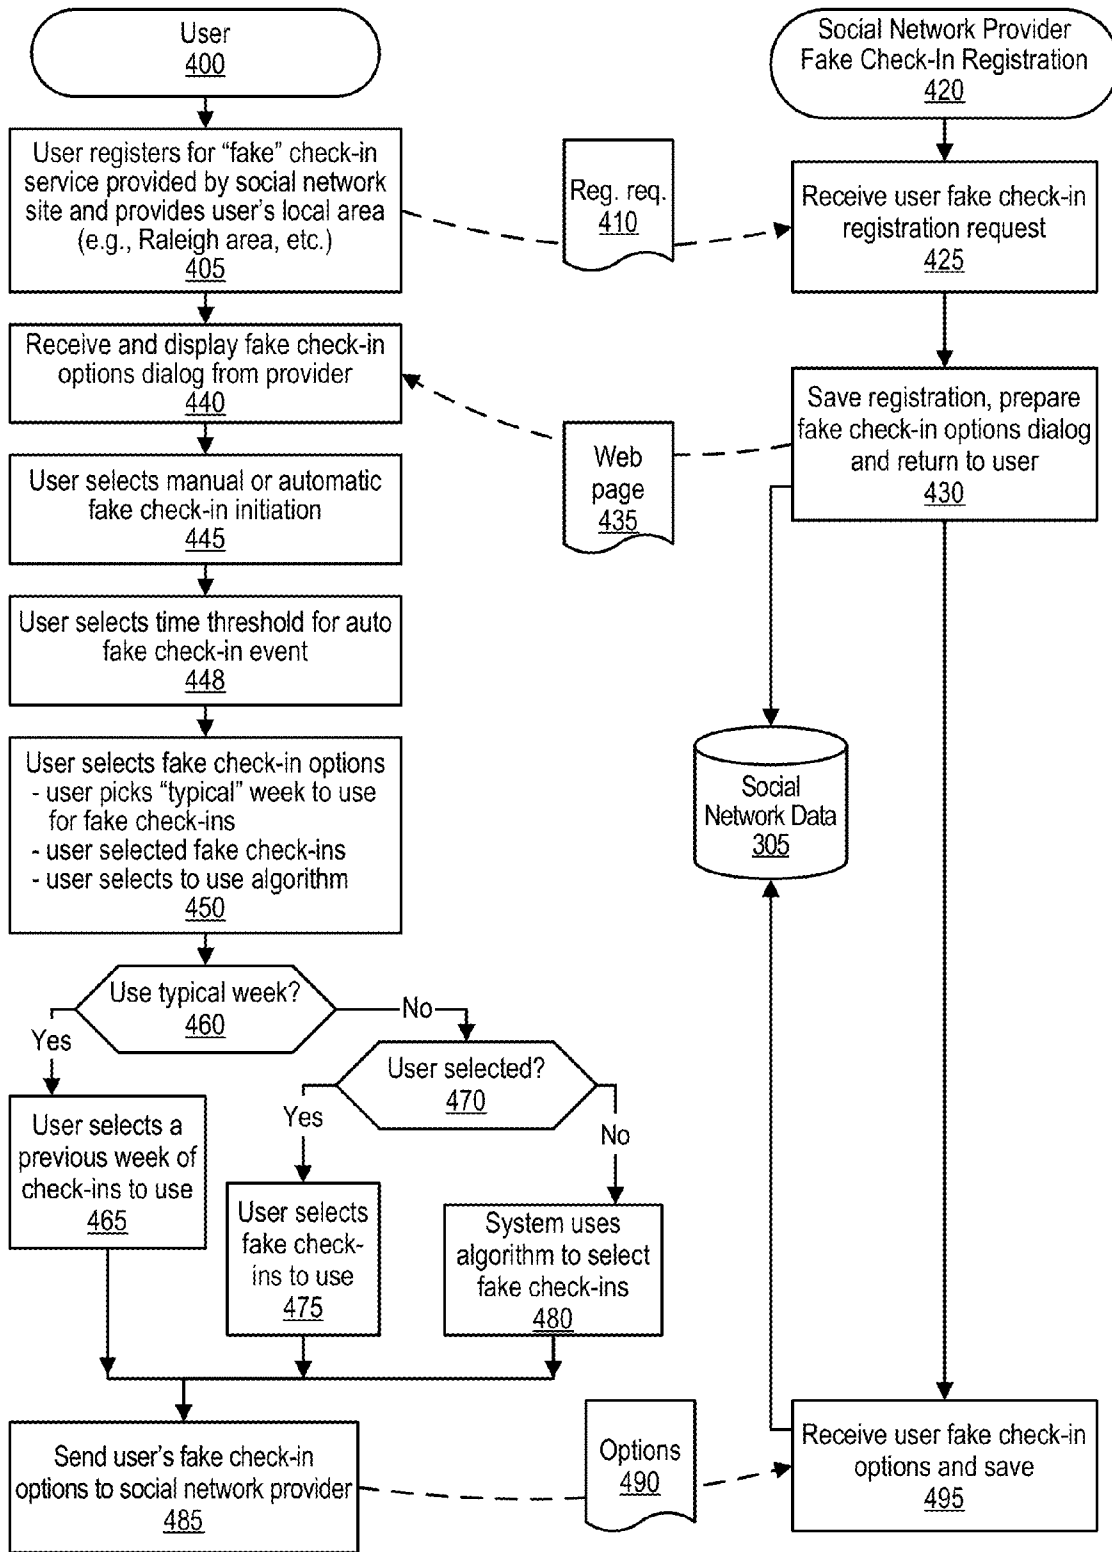 User
400
User registers for “fake” check-in
service provided by social network
site and provides user’s local area
(e.g., Raleigh area, etc.)
405
Receive and display fake check-in
options dialog from provider
440
User selects manual or automatic
fake check-in initiation
445
User selects time threshold for auto
fake check-in event
448
User selects fake check-in options
- user picks “typical” week to use
for fake check-ins
- user selected fake check-ins
- user selects to use algorithm
450
Use typical week?
460
Yes
No
User selected?
470
Yes
No
User selects a
previous week of
check-ins to use
465
User selects
fake check-
ins to use
475
System uses
algorithm to select
fake check-ins
480
Send user’s fake check-in
options to social network provider
485
Reg. req.
410
Web
page
435
Options
490
Social Network Provider
Fake Check-In Registration
420
Receive user fake check-in
registration request
425
Save registration, prepare
fake check-in options dialog
and return to user
430
Social
Network Data
305
Receive user fake check-in
options and save
495